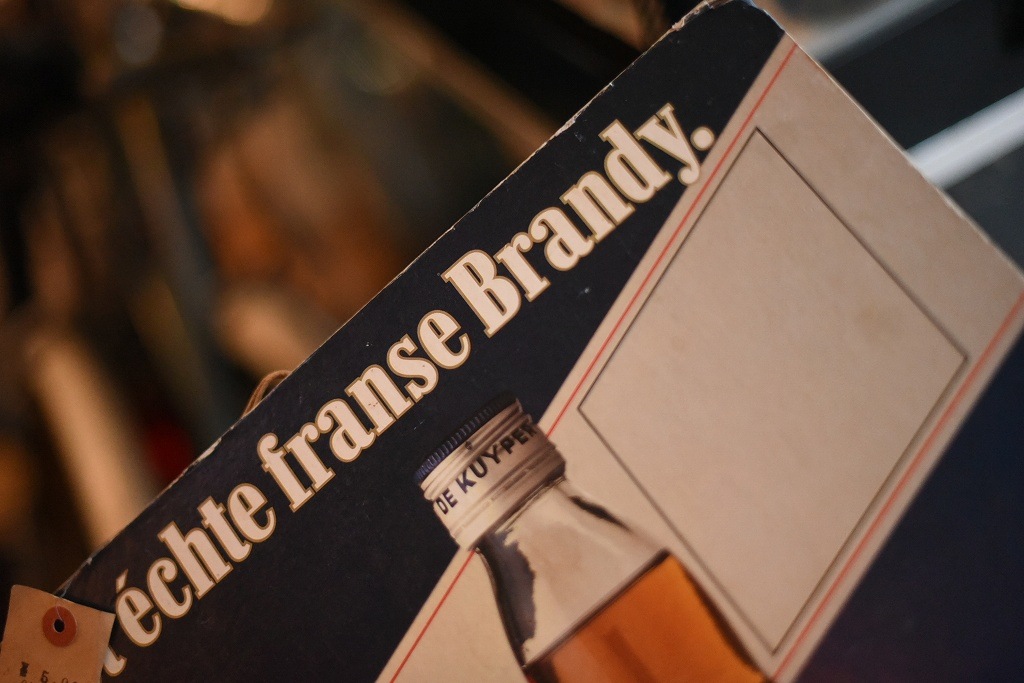 échte franse Brandy.
DE KUYPER